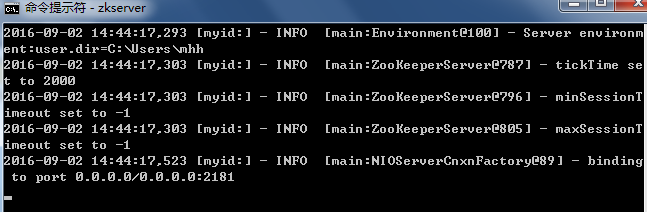 命令提示符 - zkserver
2016-09-02 14:44:17,293 [myid:] - INFO  [main:Environment@100] - Server environm
ent:user.dir=C:\Users\mhh
2016-09-02 14:44:17,303 [myid:] - INFO  [main:ZooKeeperServer@787] - tickTime se
t to 2000
2016-09-02 14:44:17,303 [myid:] - INFO  [main:ZooKeeperServer@796] - minSessionT
imeout set to -1
2016-09-02 14:44:17,303 [myid:] - INFO  [main:ZooKeeperServer@805] - maxSessionT
imeout set to -1
2016-09-02 14:44:17,523 [myid:] - INFO  [main:NIOServerCnxnFactory@89] - binding
 to port 0.0.0.0/0.0.0.0:2181